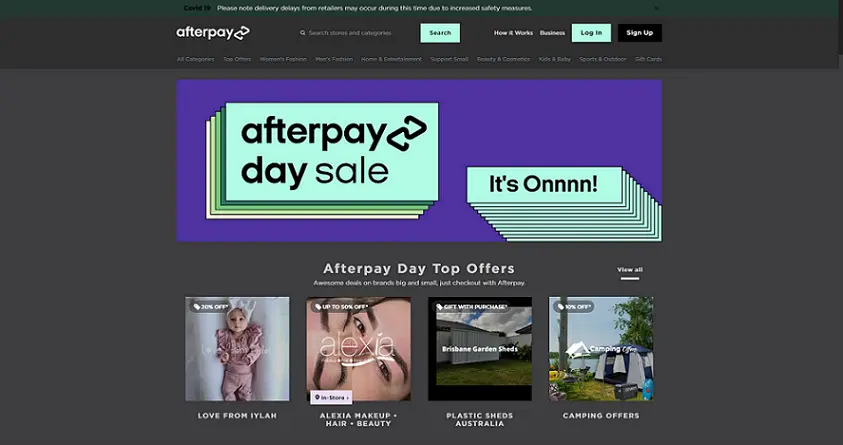 Covid 19 Please note delivery delays from retailers may occur during this time due to increased safety measures.
afterpay
Search stores and categories
Search
How it Works
Business
Log In
Sign Up
All Categories Top Offers Women's Fashion Men's Fashion Home & Entertainment Support Small Beauty & Cosmetics Kids & Baby Sports & Outdoor Gift Cards
afterpay
day sale
It's Onnnn!
Afterpay Day Top Offers
View all
Awesome deals on brands big and small, just checkout with Afterpay.
20% OFF*
UP TO 50% OFF*
GIFT WITH PURCHASE*
10% OFF*
alexia
Brisbane Garden Sheds
Camping Offers
In-Store ›
LOVE FROM IYLAH
ALEXIA MAKEUP •
HAIR • BEAUTY
PLASTIC SHEDS
AUSTRALIA
CAMPING OFFERS